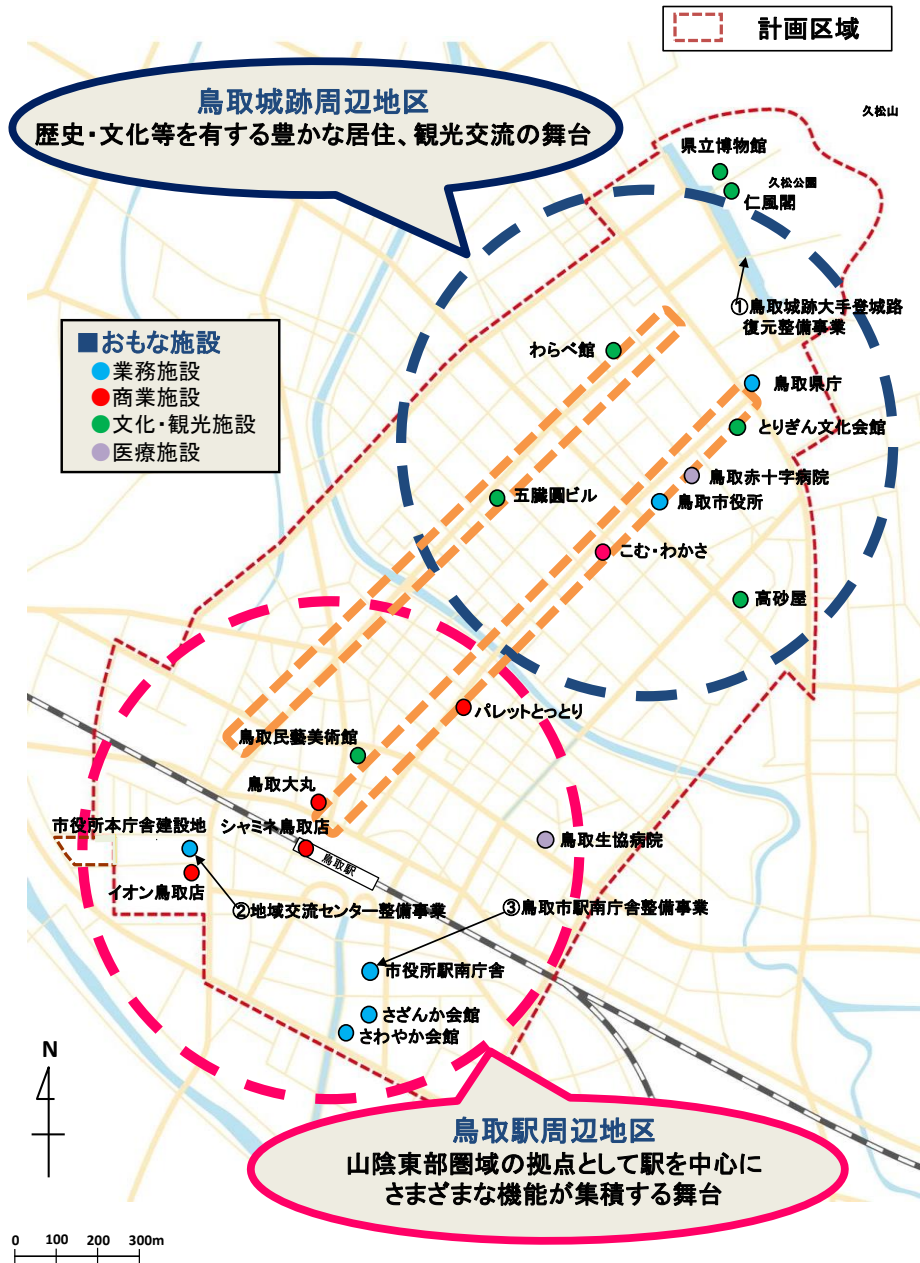 計画区域
鳥取城跡周辺地区
歴史・文化等を有する豊かな居住、観光交流の舞台
久松山
県立博物館
久松公園
仁風閣
①鳥取城跡大手登城路
復元整備事業
■おもな施設
業務施設
商業施設
文化・観光施設
医療施設
わらべ館
鳥取県庁
とりぎん文化会館
鳥取赤十字病院
五臓圓ビル
鳥取市役所
こむ・わかさ
高砂屋
パレットとっとり
鳥取民藝美術館
鳥取大丸
市役所本庁舎建設地
シャミネ鳥取店
鳥取生協病院
鳥取駅
イオン鳥取店
②地域交流センター整備事業
③鳥取市駅南庁舎整備事業
市役所駅南庁舎
さざんか会館
さわやか会館
N
鳥取駅周辺地区
山陰東部圏域の拠点として駅を中心に
さまざまな機能が集積する舞台
0 100 200 300m